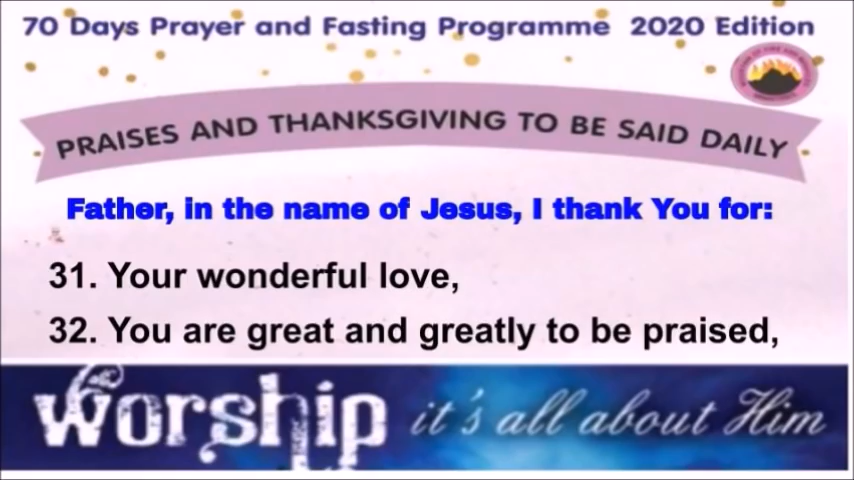 70 Days Prayer and Fasting Programme 2020 Edition
PRAISES AND THANKSGIVING TO BE SAID DAILY
Father, in the name of Jesus, I thank You for:
31. Your wonderful love,
32. You are great and greatly to be praised,
worship it's all about Him